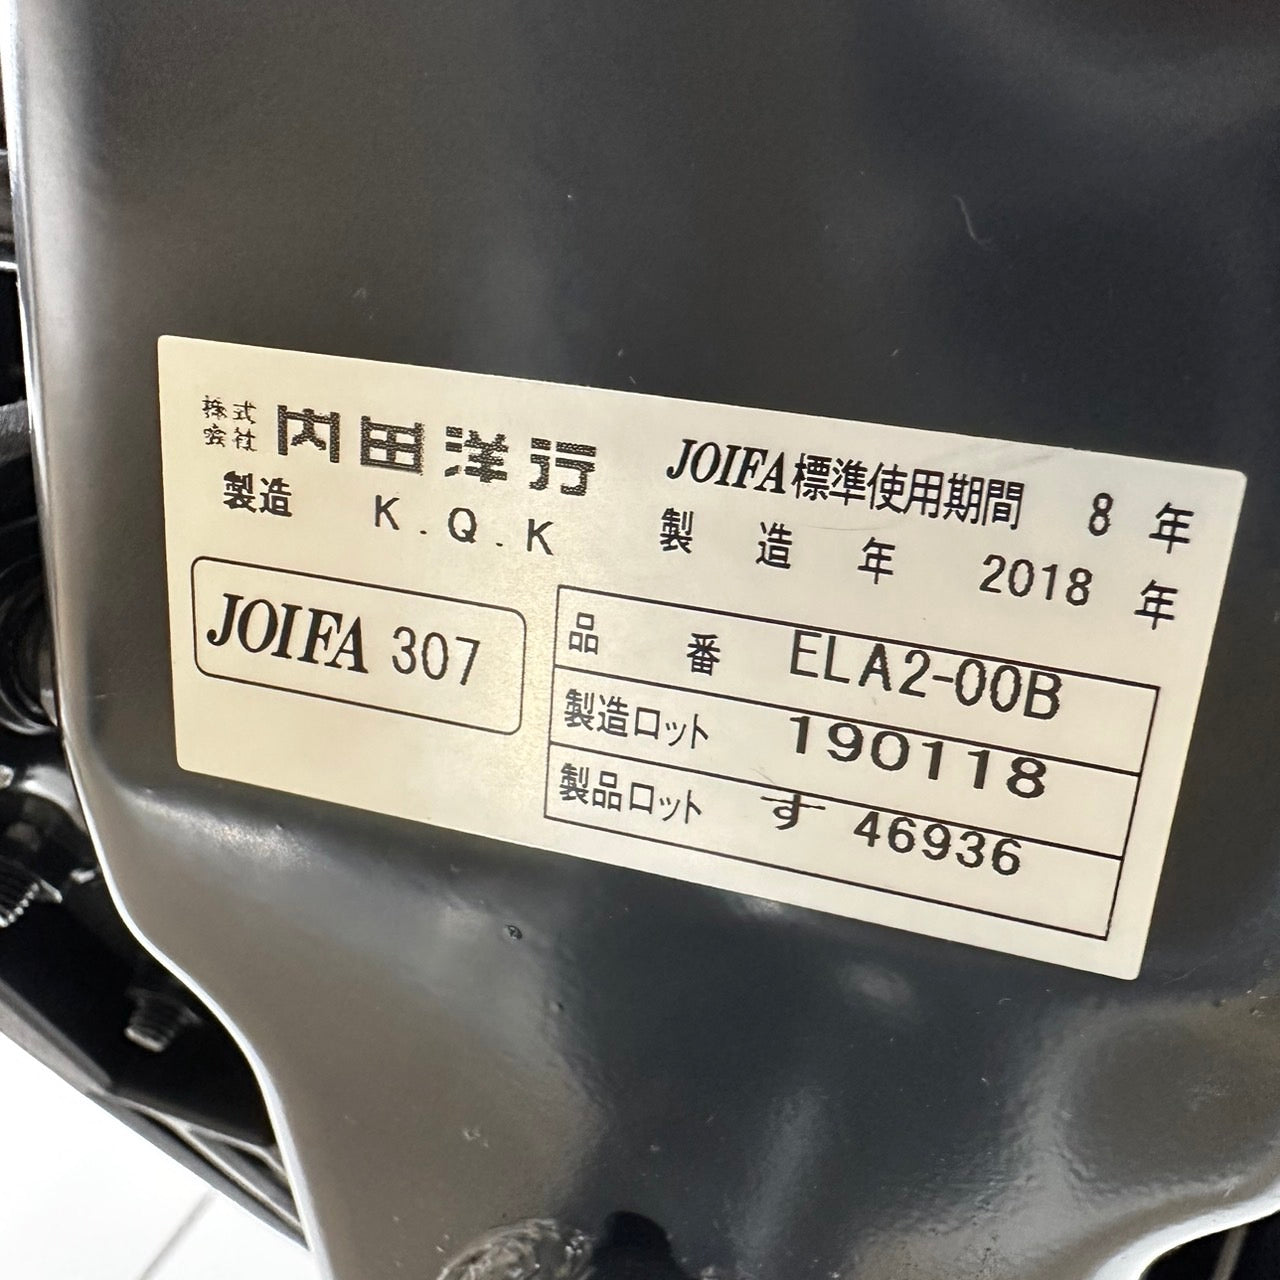 株式会社 内田洋行
製造 K.Q.K
JOIFA 307
JOIFA標準使用期間 8年
製造年 2018年
品番 ELA2-00B
製造ロット 190118
製品ロット す 46936